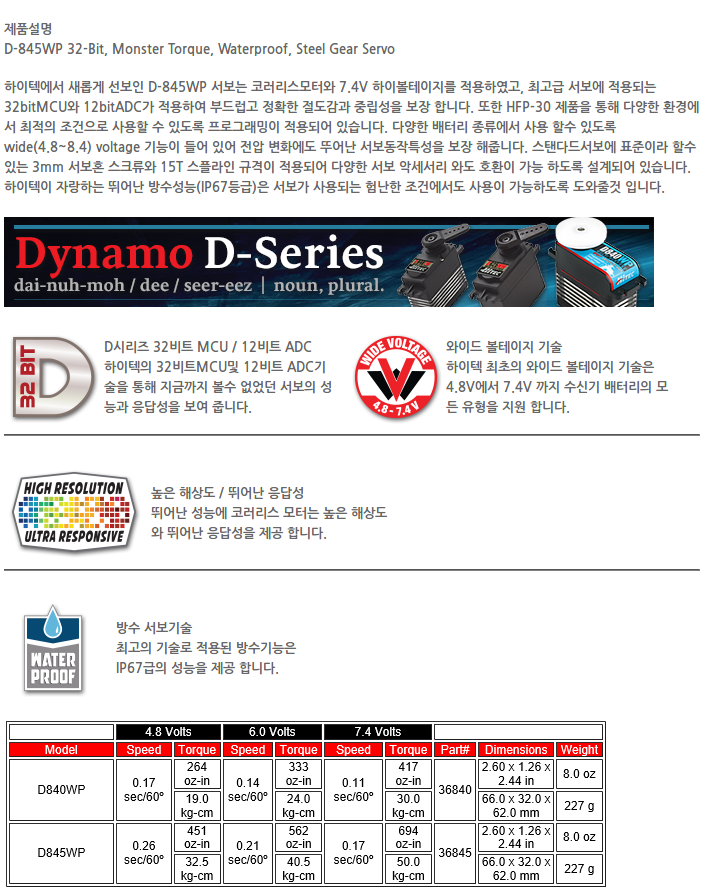 제품설명
D-845WP 32-Bit, Monster Torque, Waterproof, Steel Gear Servo
하이텍에서 새롭게 선보인 D-845WP 서보는 코러리스모터와 7.4V 하이볼테이지를 적용하였고, 최고급 서보에 적용되는
32bitMCU와 12bitADC가 적용하여 부드럽고 정확한 절도감과 중립성을 보장 합니다. 또한 HFP-30 제품을 통해 다양한 환경에
서 최적의 조건으로 사용할 수 있도록 프로그래밍이 적용되어 있습니다. 다양한 배터리 종류에서 사용 할수 있도록
wide(4.8~8.4) voltage 기능이 들어 있어 전압 변화에도 뚜어난 서보동작특성을 보장 해줍니다. 스탠다드서보에 표준이라 할수
있는 3mm 서보혼 스크류와 15T 스플라인 규격이 적용되어 다양한 서보 악세서리 와도 호환이 가능 하도록 설계되어 있습니다.
하이텍이 자랑하는 뛰어난 방수성능(IP67등급)은 서보가 사용되는 험난한 조건에서도 사용이 가능하도록 도와줄것 입니다.
Dynamo D-Series
dai-nuh-moh / dee / seer-eez | noun, plural.
D840WP
32 BIT
D
D시리즈 32비트 MCU / 12비트 ADC
하이텍의 32비트MCU및 12비트 ADC기
술을 통해 지금까지 볼수 없었던 서보의 성
능과 응답성을 보여 줍니다.
WIDE VOLTAGE
4.8 - 7.4 V
와이드 볼테이지 기술
하이텍 최초의 와이드 볼테이지 기술은
4.8V에서 7.4V 까지 수신기 배터리의 모
든 유형을 지원 합니다.
HIGH RESOLUTION
ULTRA RESPONSIVE
높은 해상도 / 뛰어난 응답성
뛰어난 성능에 코러리스 모터는 높은 해상도
와 뛰어난 응답성을 제공 합니다.
WATER
PROOF
방수 서보기술
최고의 기술로 적용된 방수기능은
IP67급의 성능을 제공 합니다.
4.8 Volts 6.0 Volts 7.4 Volts
Model Speed Torque Speed Torque Speed Torque Part# Dimensions Weight
D840WP 0.17 sec/60º 264 oz-in 0.14 sec/60º 333 oz-in 0.11 sec/60º 417 oz-in 36840 2.60 x 1.26 x 2.44 in 8.0 oz
19.0 kg-cm 24.0 kg-cm 30.0 kg-cm 66.0 x 32.0 x 62.0 mm 227 g
D845WP 0.26 sec/60º 451 oz-in 0.21 sec/60º 562 oz-in 0.17 sec/60º 694 oz-in 36845 2.60 x 1.26 x 2.44 in 8.0 oz
32.5 kg-cm 40.5 kg-cm 50.0 kg-cm 66.0 x 32.0 x 62.0 mm 227 g